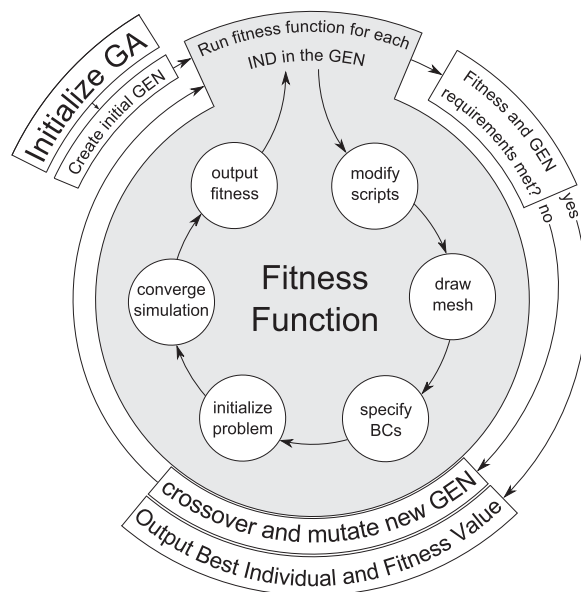 Initialize GA
Create initial GEN
Run fitness function for each
IND in the GEN
Fitness and GEN
requirements met?
no
yes
modify
scripts
draw
mesh
specify
BCs
initialize
problem
converge
simulation
output
fitness
Fitness
Function
crossover and mutate new GEN
Output Best Individual and Fitness Value